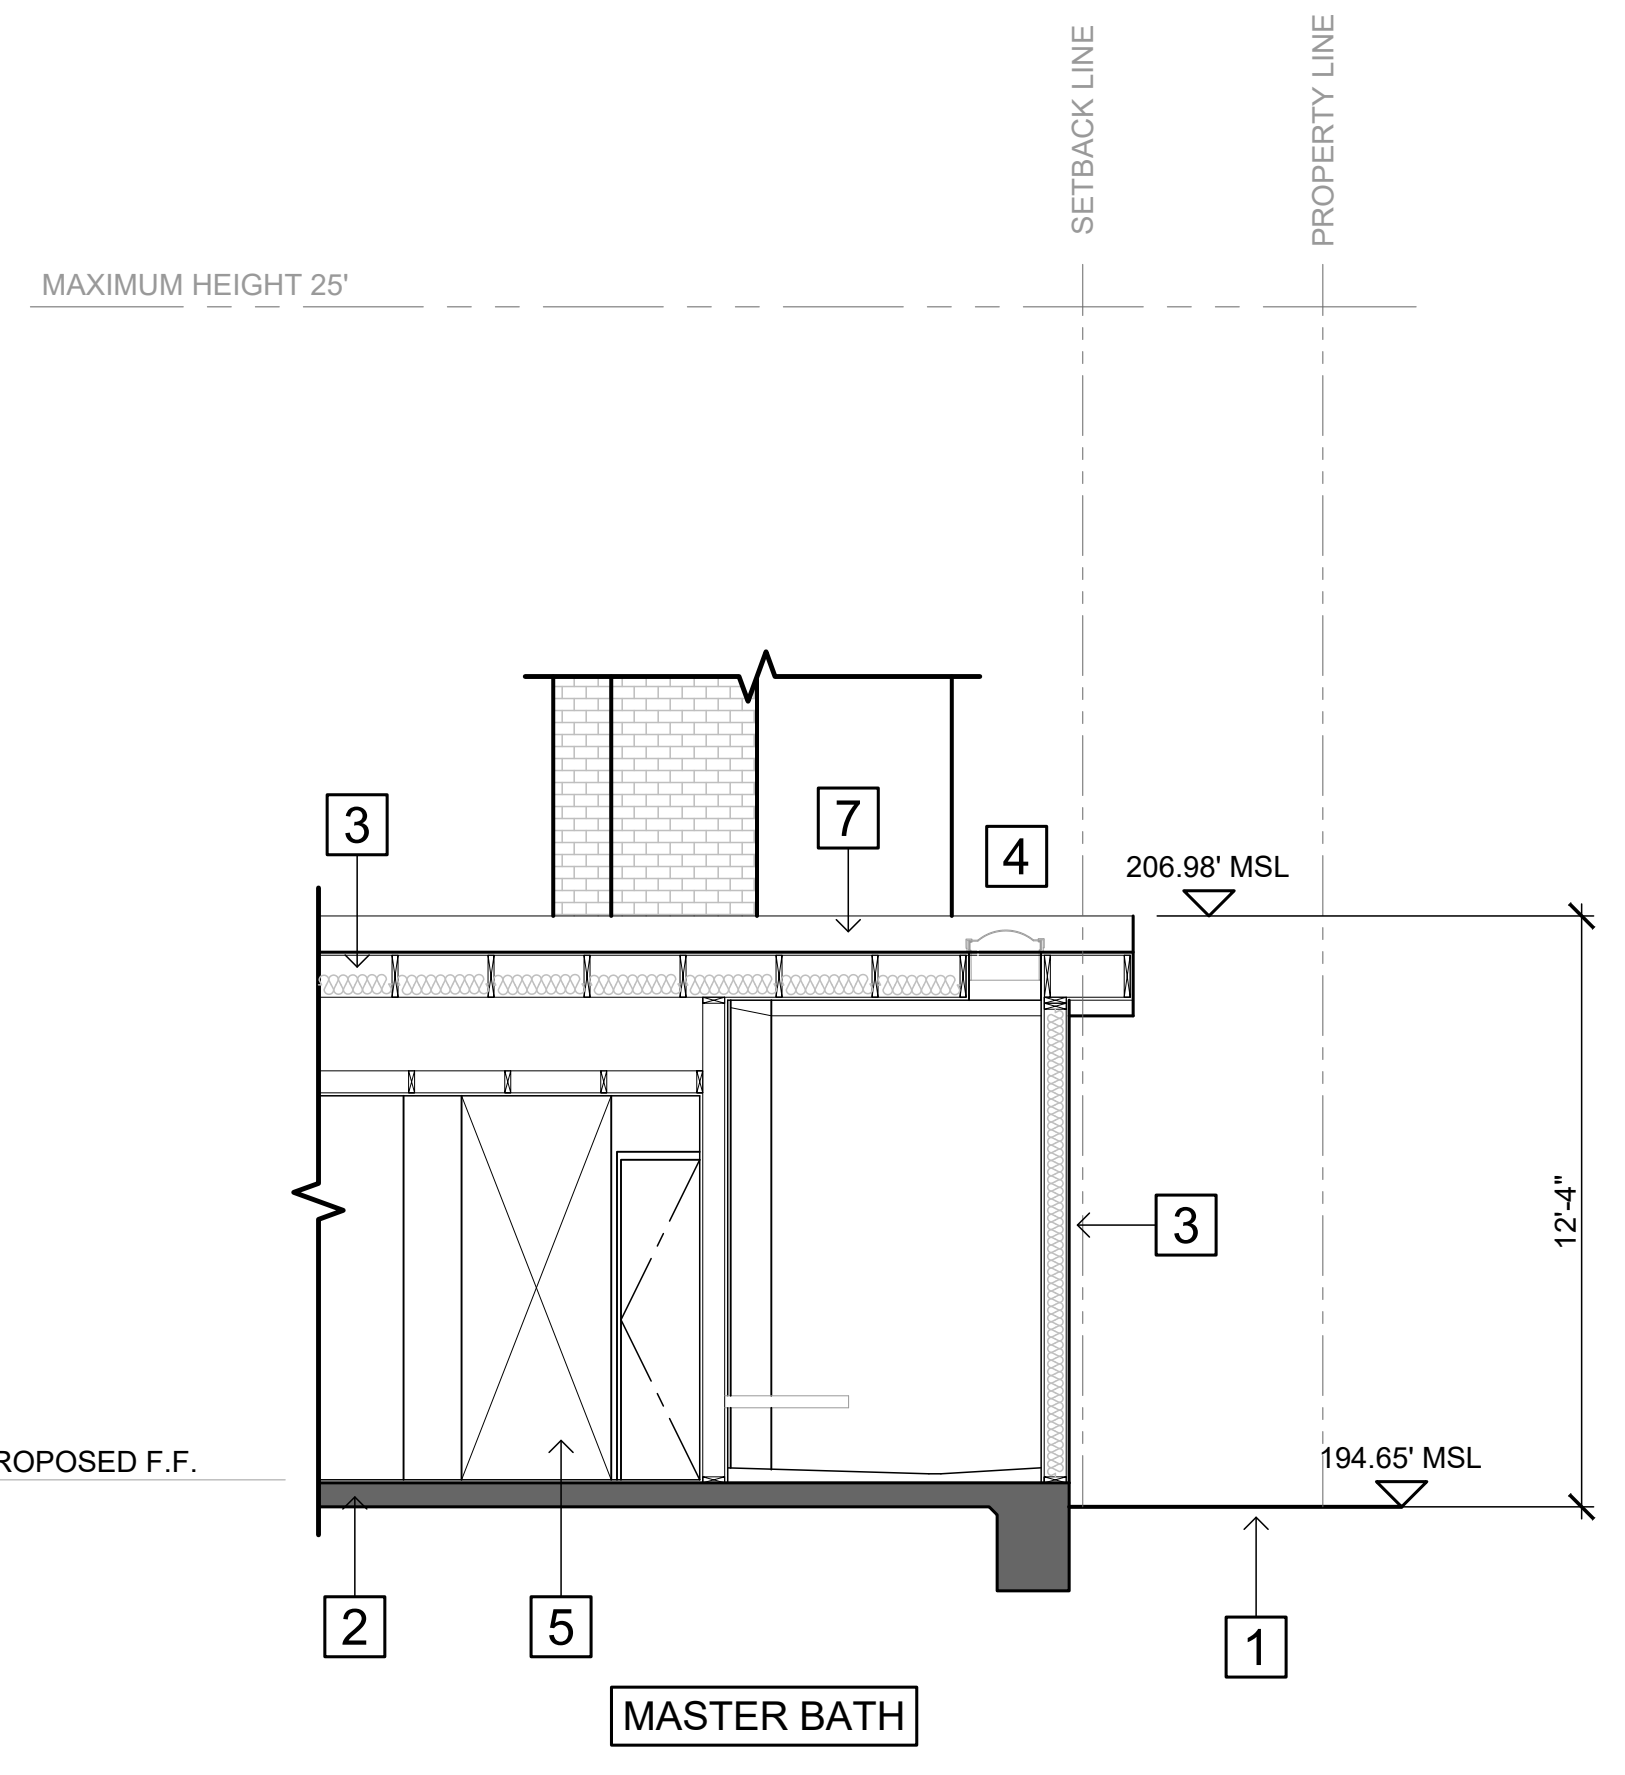 SETBACK LINE
PROPERTY LINE
MAXIMUM HEIGHT 25'
3
7
4
206.98' MSL
12'-4"
3
ROPOSED F.F.
194.65' MSL
2
5
1
MASTER BATH